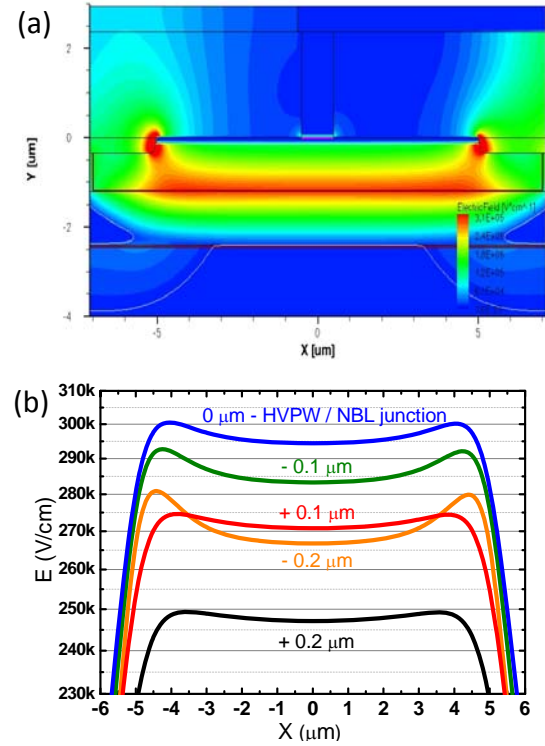 (a)
2
0
-2
-4
Y [um]
-5
0
5
X [um]
(b)
310k
300k
290k
280k
270k
260k
250k
240k
230k
E (V/cm)
0 μm - HVPW / NBL junction
- 0.1 μm
+ 0.1 μm
- 0.2 μm
+ 0.2 μm
-6 -5 -4 -3 -2 -1 0 1 2 3 4 5 6
X (μm)